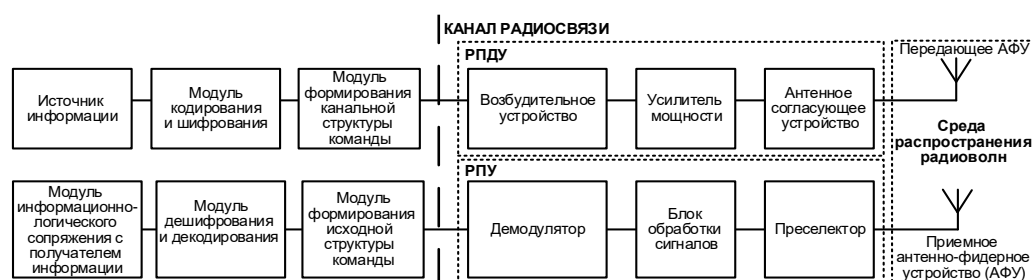 КАНАЛ РАДИОСВЯЗИ
РПДУ
Передающее АФУ
Источник
информации
Модуль
кодирования
и шифрования
Модуль
формирования
канальной
структуры
команды
Возбудительное
устройство
Усилитель
мощности
Антенное
согласующее
устройство
Среда
распространения
радиоволн
РПУ
Модуль
информационно-
логического
сопряжения с
получателем
информации
Модуль
дешифрования
и декодирования
Модуль
формирования
исходной
структуры
команды
Демодулятор
Блок
обработки
сигналов
Преселектор
Приемное
антенно-фидерное
устройство (АФУ)